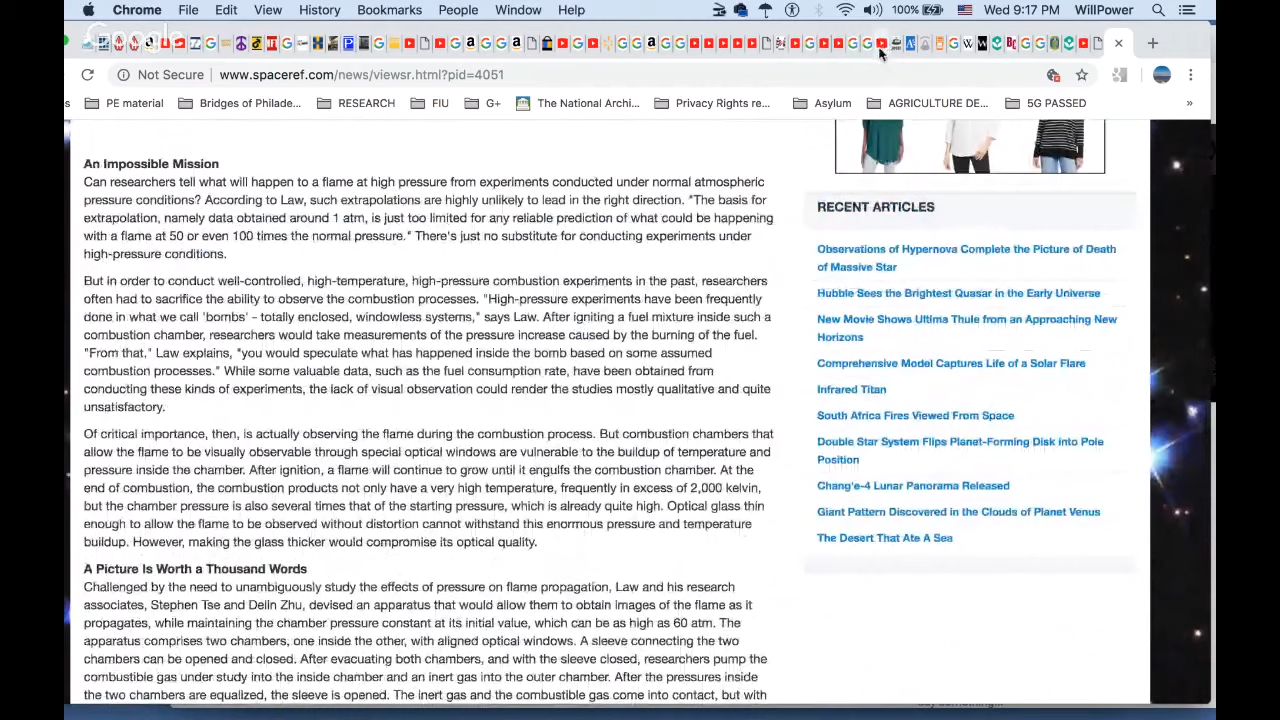 Chrome File Edit View History Bookmarks People Window Help 100% Wed 9:17 PM WillPower
Google
Not Secure www.spaceref.com/news/viewsr.html?pid=4051
PE material Bridges of Philade... RESEARCH FIU G+ The National Archi... Privacy Rights re... Asylum AGRICULTURE DE... 5G PASSED »
An Impossible Mission
Can researchers tell what will happen to a flame at high pressure from experiments conducted under normal atmospheric
pressure conditions? According to Law, such extrapolations are highly unlikely to lead in the right direction. "The basis for
extrapolation, namely data obtained around 1 atm, is just too limited for any reliable prediction of what could be happening
with a flame at 50 or even 100 times the normal pressure." There's just no substitute for conducting experiments under
high-pressure conditions.
But in order to conduct well-controlled, high-temperature, high-pressure combustion experiments in the past, researchers
often had to sacrifice the ability to observe the combustion processes. "High-pressure experiments have been frequently
done in what we call 'bombs' - totally enclosed, windowless systems," says Law. After igniting a fuel mixture inside such a
combustion chamber, researchers would take measurements of the pressure increase caused by the burning of the fuel.
"From that," Law explains, "you would speculate what has happened inside the bomb based on some assumed
combustion processes." While some valuable data, such as the fuel consumption rate, have been obtained from
conducting these kinds of experiments, the lack of visual observation could render the studies mostly qualitative and quite
unsatisfactory.
Of critical importance, then, is actually observing the flame during the combustion process. But combustion chambers that
allow the flame to be visually observable through special optical windows are vulnerable to the buildup of temperature and
pressure inside the chamber. After ignition, a flame will continue to grow until it engulfs the combustion chamber. At the
end of combustion, the combustion products not only have a very high temperature, frequently in excess of 2,000 kelvin,
but the chamber pressure is also several times that of the starting pressure, which is already quite high. Optical glass thin
enough to allow the flame to be observed without distortion cannot withstand this enormous pressure and temperature
buildup. However, making the glass thicker would compromise its optical quality.
A Picture Is Worth a Thousand Words
Challenged by the need to unambiguously study the effects of pressure on flame propagation, Law and his research
associates, Stephen Tse and Delin Zhu, devised an apparatus that would allow them to obtain images of the flame as it
propagates, while maintaining the chamber pressure constant at its initial value, which can be as high as 60 atm. The
apparatus comprises two chambers, one inside the other, with aligned optical windows. A sleeve connecting the two
chambers can be opened and closed. After evacuating both chambers, and with the sleeve closed, researchers pump the
combustible gas under study into the inside chamber and an inert gas into the outer chamber. After the pressures inside
the two chambers are equalized, the sleeve is opened. The inert gas and the combustible gas come into contact, but with
RECENT ARTICLES
Observations of Hypernova Complete the Picture of Death
of Massive Star
Hubble Sees the Brightest Quasar in the Early Universe
New Movie Shows Ultima Thule from an Approaching New
Horizons
Comprehensive Model Captures Life of a Solar Flare
Infrared Titan
South Africa Fires Viewed From Space
Double Star System Flips Planet-Forming Disk into Pole
Position
Chang'e-4 Lunar Panorama Released
Giant Pattern Discovered in the Clouds of Planet Venus
The Desert That Ate A Sea